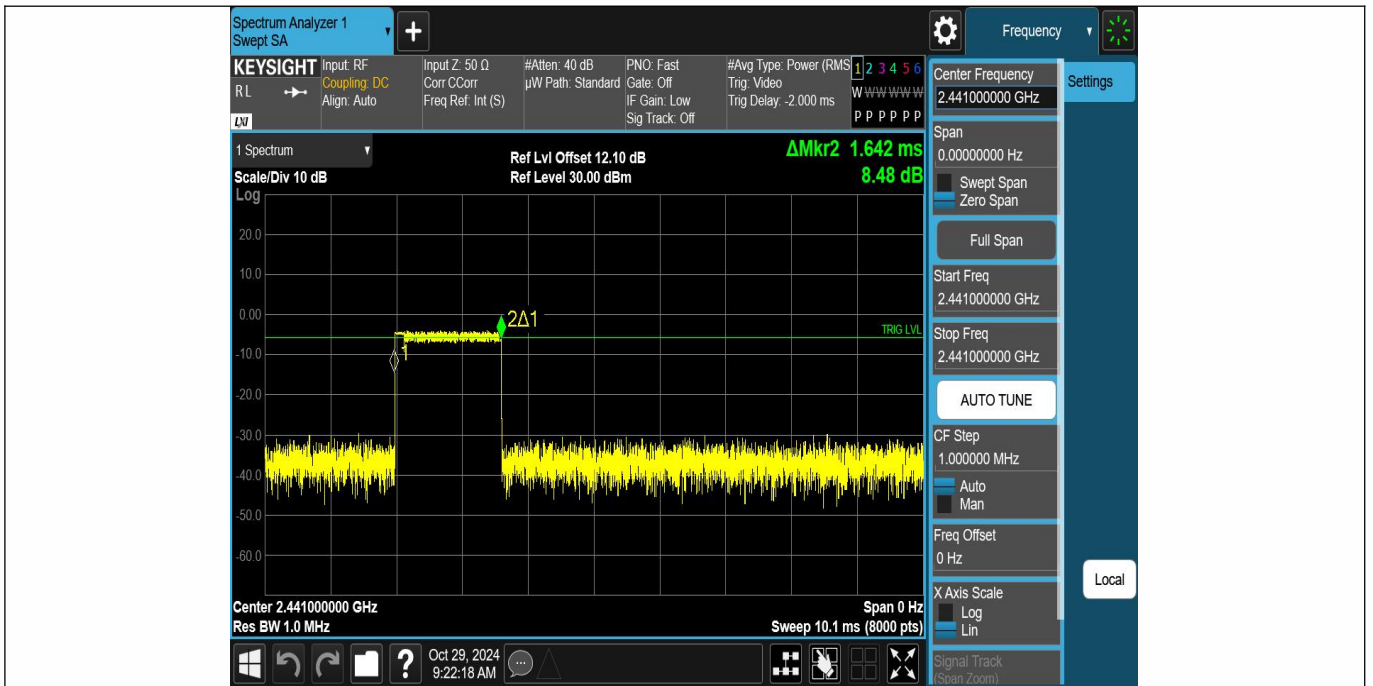 Spectrum Analyzer 1
Swept SA
+
Frequency
KEYSIGHT
RL
LXI
Input: RF
Coupling: DC
Align: Auto
Input Z: 50 Ω
Corr CCorr
Freq Ref: Int (S)
#Atten: 40 dB
µW Path: Standard
PNO: Fast
Gate: Off
IF Gain: Low
Sig Track: Off
#Avg Type: Power (RMS
Trig: Video
Trig Delay: -2.000 ms
1 2 3 4 5 6
W W W W W W
P P P P P P
1 Spectrum
Scale/Div 10 dB
Ref Lvl Offset 12.10 dB
Ref Level 30.00 dBm
ΔMkr2 1.642 ms
8.48 dB
Log
20.0
10.0
0.00
-10.0
-20.0
-30.0
-40.0
-50.0
-60.0
2Δ1
1
TRIG LVL
Center 2.441000000 GHz
Res BW 1.0 MHz
Span 0 Hz
Sweep 10.1 ms (8000 pts)
Center Frequency
2.441000000 GHz
Settings
Span
0.00000000 Hz
Swept Span
Zero Span
Full Span
Start Freq
2.441000000 GHz
Stop Freq
2.441000000 GHz
AUTO TUNE
CF Step
1.000000 MHz
Auto
Man
Freq Offset
0 Hz
X Axis Scale
Log
Lin
Local
Signal Track
(Span Zoom)
?
Oct 29, 2024
9:22:18 AM